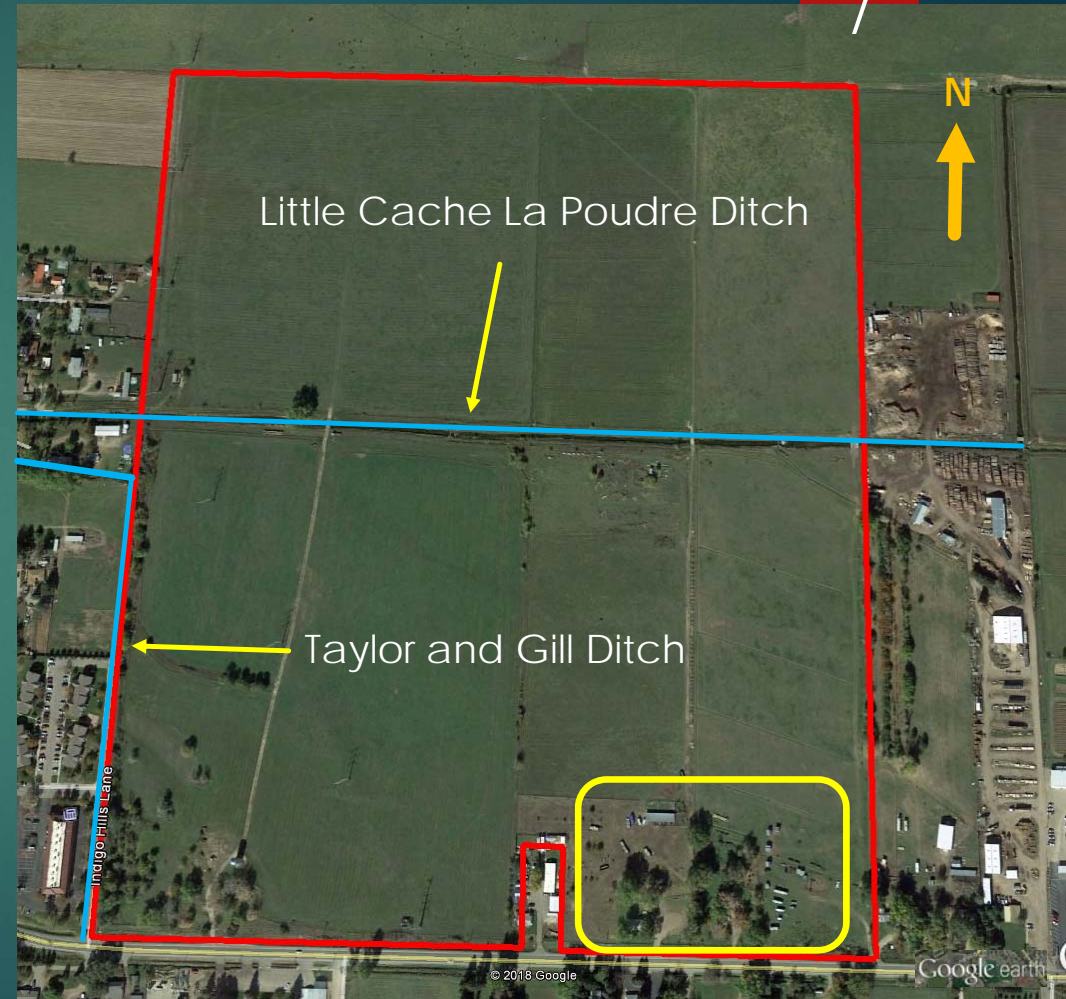 N
Little Cache La Poudre Ditch
Taylor and Gill Ditch
Indigo Hills Lane
© 2018 Google
Google earth